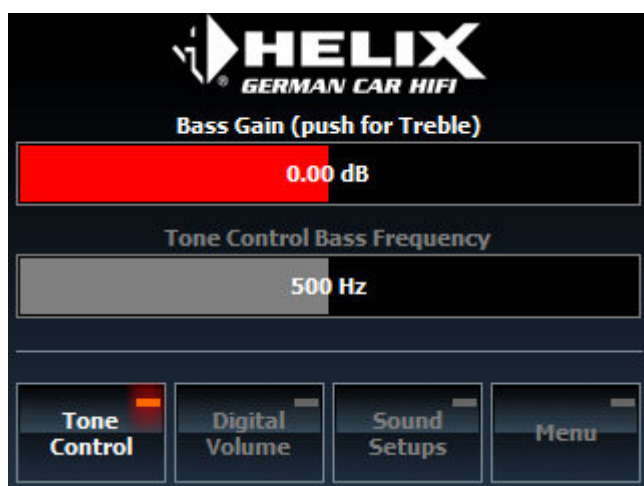 HELIX
GERMAN CAR HIFI
Bass Gain (push for Treble)
0.00 dB
Tone Control Bass Frequency
500 Hz
Tone
Control
Digital
Volume
Sound
Setups
Menu